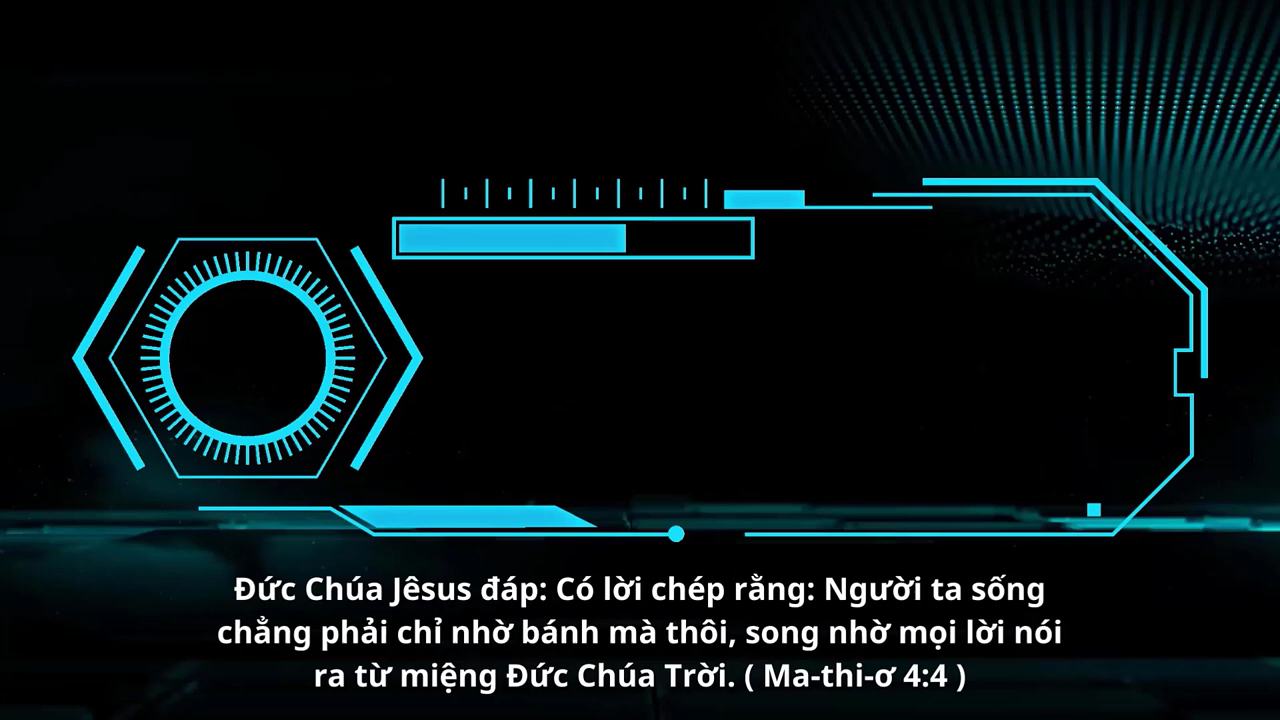 Đức Chúa Jêsus đáp: Có lời chép rằng: Người ta sống
chẳng phải chỉ nhờ bánh mà thôi, song nhờ mọi lời nói
ra từ miệng Đức Chúa Trời. ( Ma-thi-ơ 4:4 )